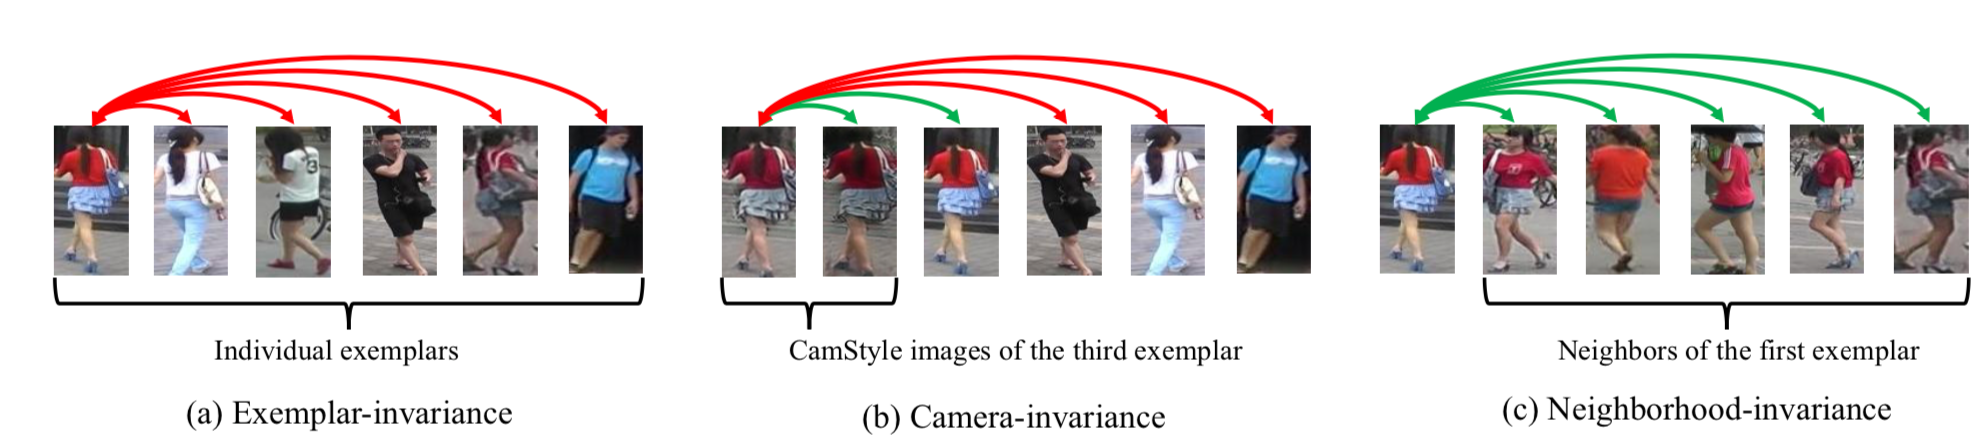 Individual exemplars
CamStyle images of the third exemplar
Neighbors of the first exemplar
(a) Exemplar-invariance
(b) Camera-invariance
(c) Neighborhood-invariance